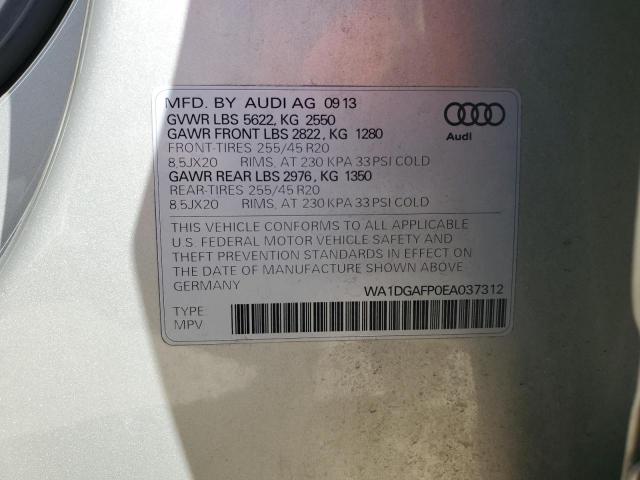 MFD. BY AUDI AG 09 13
GVWR LBS 5622, KG 2550
GAWR FRONT LBS 2822, KG 1280
FRONT-TIRES 255/45 R20
8,5JX20 RIMS, AT 230 KPA 33 PSI COLD
GAWR REAR LBS 2976, KG 1350
REAR-TIRES 255/45 R20
8,5JX20 RIMS, AT 230 KPA 33 PSI COLD
Audi
THIS VEHICLE CONFORMS TO ALL APPLICABLE
U.S. FEDERAL MOTOR VEHICLE SAFETY AND
THEFT PREVENTION STANDARDS IN EFFECT ON
THE DATE OF MANUFACTURE SHOWN ABOVE.
GERMANY
WA1DGAFP0EA037312
TYPE
MPV